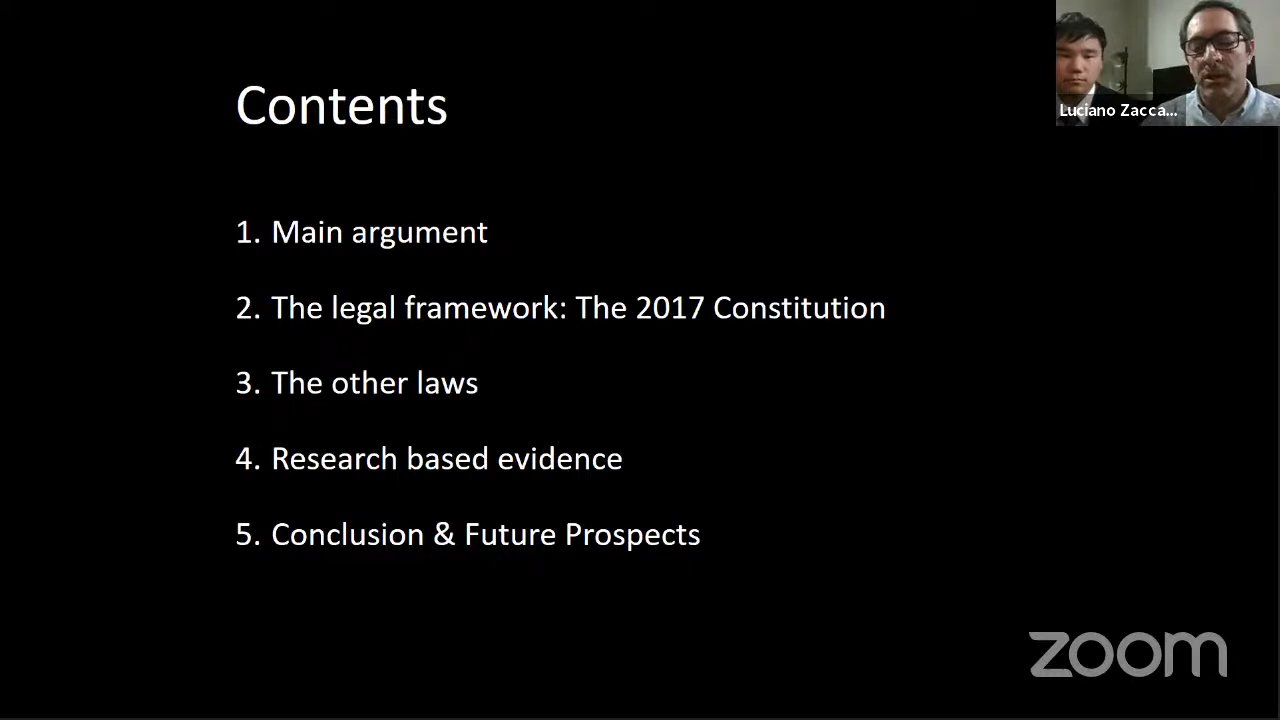 Contents
Luciano Zacca...
1. Main argument
2. The legal framework: The 2017 Constitution
3. The other laws
4. Research based evidence
5. Conclusion & Future Prospects
zoom